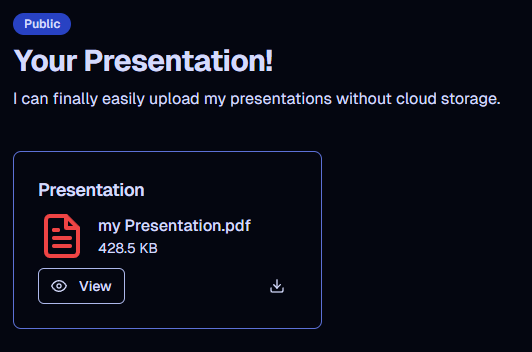 Public
Your Presentation!
I can finally easily upload my presentations without cloud storage.
Presentation
my Presentation.pdf
428.5 KB
View